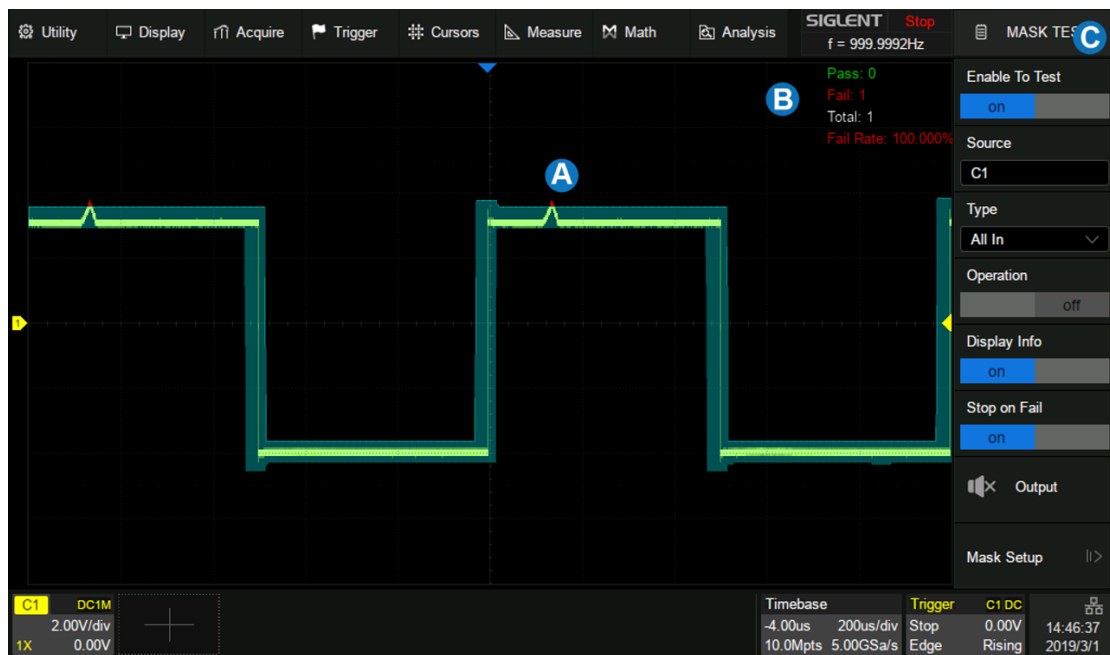 Utility Display Acquire Trigger Cursors Measure Math Analysis
SIGLENT Stop
f = 999.9992Hz
MASK TES
C
Pass: 0
B
Fail: 1
Total: 1
Fail Rate: 100.000%
A
1
Enable To Test
on
Source
C1
Type
All In
Operation
off
Display Info
on
Stop on Fail
on
Output
Mask Setup
C1 DC1M
2.00V/div
1X 0.00V
Timebase
-4.00us 200us/div
10.0Mpts 5.00GSa/s
Trigger C1 DC
Stop 0.00V
Edge Rising
14:46:37
2019/3/1